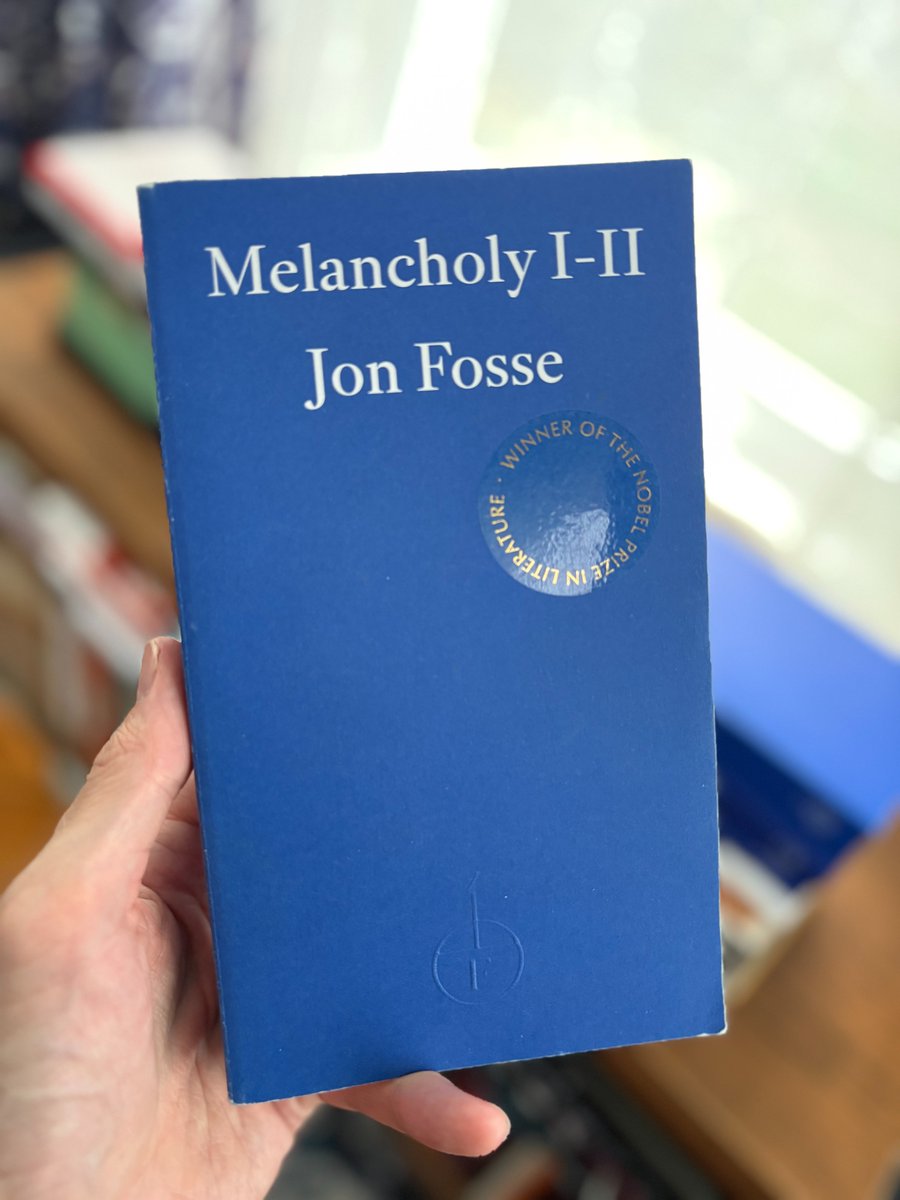 Melancholy I-II
Jon Fosse
WINNER OF THE NOBEL PRIZE IN LITERATURE ·